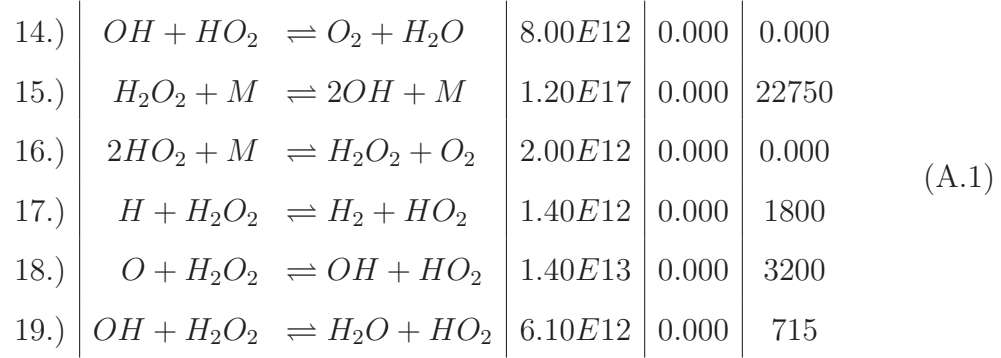 14.) OH + HO₂ ⇌ O₂ + H₂O 8.00E12 0.000 0.000
15.) H₂O₂ + M ⇌ 2OH + M 1.20E17 0.000 22750
16.) 2HO₂ + M ⇌ H₂O₂ + O₂ 2.00E12 0.000 0.000
(A.1)
17.) H + H₂O₂ ⇌ H₂ + HO₂ 1.40E12 0.000 1800
18.) O + H₂O₂ ⇌ OH + HO₂ 1.40E13 0.000 3200
19.) OH + H₂O₂ ⇌ H₂O + HO₂ 6.10E12 0.000 715